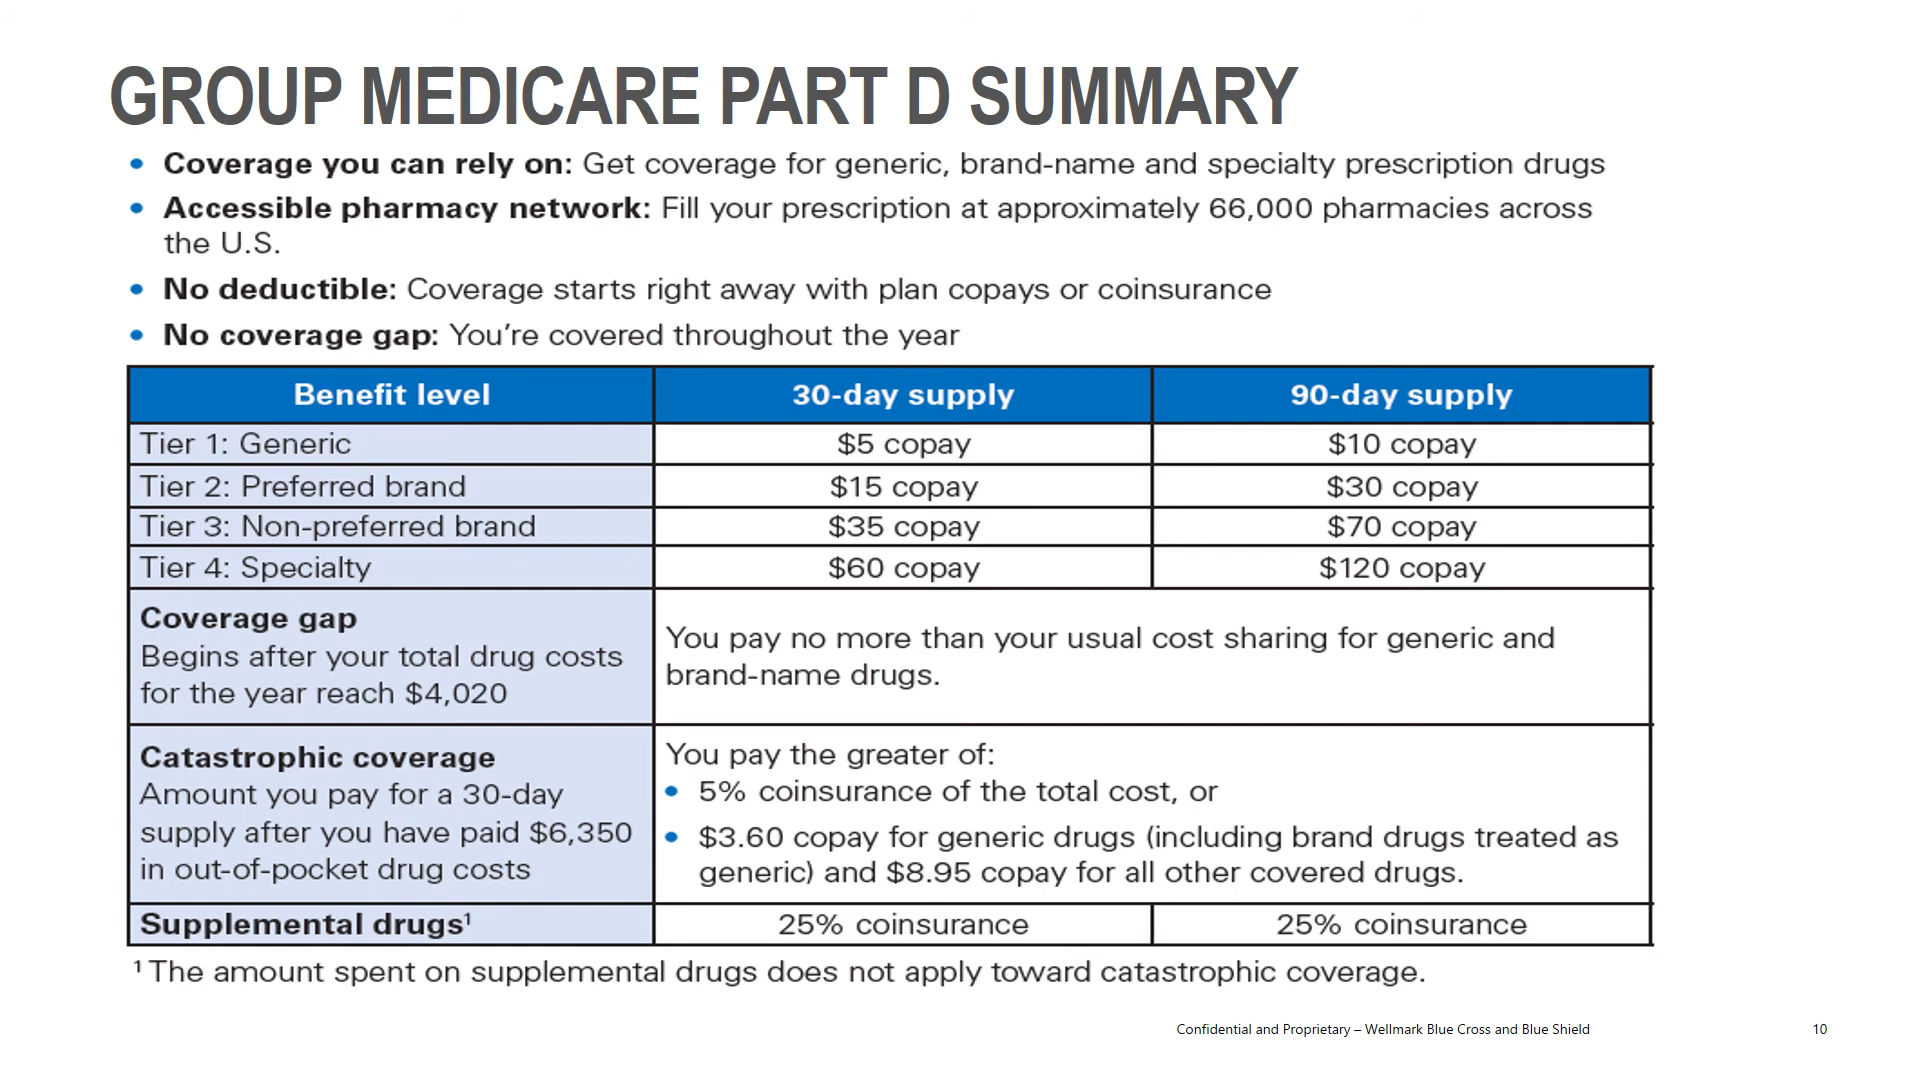 GROUP MEDICARE PART D SUMMARY
• Coverage you can rely on: Get coverage for generic, brand-name and specialty prescription drugs
• Accessible pharmacy network: Fill your prescription at approximately 66,000 pharmacies across
the U.S.
• No deductible: Coverage starts right away with plan copays or coinsurance
• No coverage gap: You’re covered throughout the year
Benefit level 30-day supply 90-day supply
Tier 1: Generic $5 copay $10 copay
Tier 2: Preferred brand $15 copay $30 copay
Tier 3: Non-preferred brand $35 copay $70 copay
Tier 4: Specialty $60 copay $120 copay
Coverage gap
Begins after your total drug costs
for the year reach $4,020
You pay no more than your usual cost sharing for generic and
brand-name drugs.
Catastrophic coverage
Amount you pay for a 30-day
supply after you have paid $6,350
in out-of-pocket drug costs
You pay the greater of:
• 5% coinsurance of the total cost, or
• $3.60 copay for generic drugs (including brand drugs treated as
generic) and $8.95 copay for all other covered drugs.
Supplemental drugs¹ 25% coinsurance 25% coinsurance
¹ The amount spent on supplemental drugs does not apply toward catastrophic coverage.
Confidential and Proprietary – Wellmark Blue Cross and Blue Shield 10